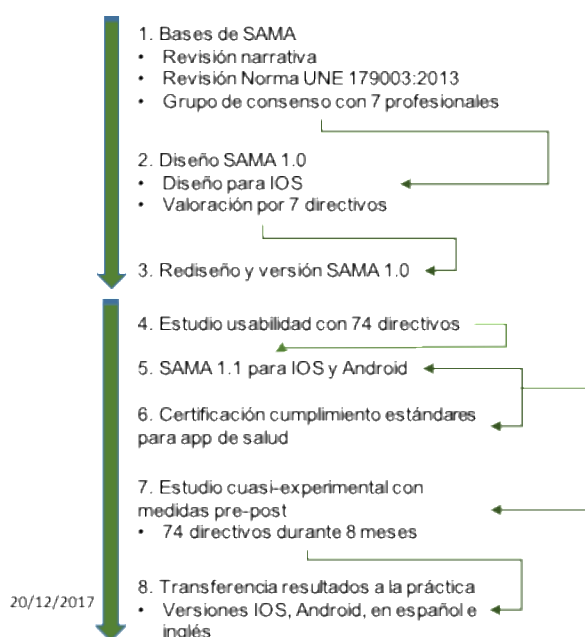 1. Bases de SAMA
• Revisión narrativa
• Revisión Norma UNE 179003:2013
• Grupo de consenso con 7 profesionales
2. Diseño SAMA 1.0
• Diseño para IOS
• Valoración por 7 directivos
3. Rediseño y versión SAMA 1.0
4. Estudio usabilidad con 74 directivos
5. SAMA 1.1 para IOS y Android
6. Certificación cumplimiento estándares
para app de salud
7. Estudio cuasi-experimental con
medidas pre-post
• 74 directivos durante 8 meses
8. Transferencia resultados a la práctica
20/12/2017
• Versiones IOS, Android, en español e
inglés